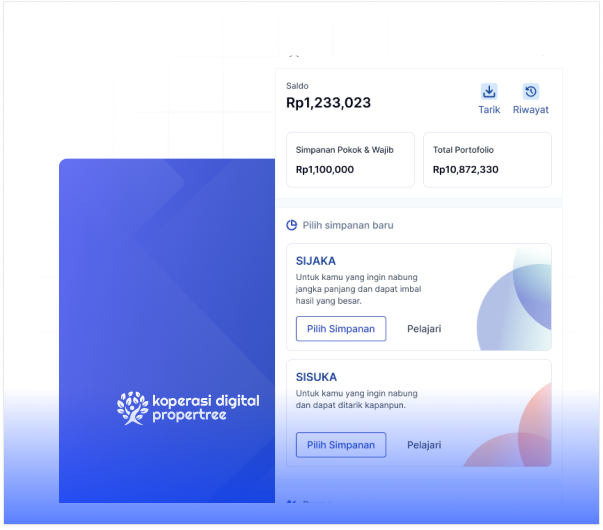 Saldo
Rp1,233,023
Tarik
Riwayat
Simpanan Pokok & Wajib
Rp1,100,000
Total Portofolio
Rp10,872,330
Pilih simpanan baru
SIJAKA
Untuk kamu yang ingin nabung
jangka panjang dan dapat imbal
hasil yang besar.
Pilih Simpanan
Pelajari
SISUKA
Untuk kamu yang ingin nabung
dan dapat ditarik kapanpun.
Pilih Simpanan
Pelajari
koperasi digital
propertree